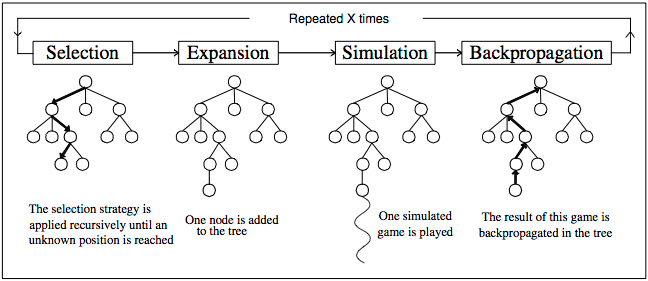 Repeated X times
Selection
Expansion
Simulation
Backpropagation
The selection strategy is
applied recursively until an
unknown position is reached
One node is added
to the tree
One simulated
game is played
The result of this game is
backpropagated in the tree